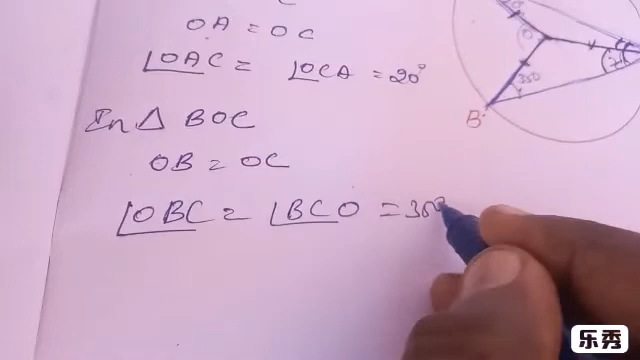 OA = OC
∠OAC = ∠OCA = 20°
In △ BOC
OB = OC
∠OBC = ∠BCO = 35°
35°
B
乐秀